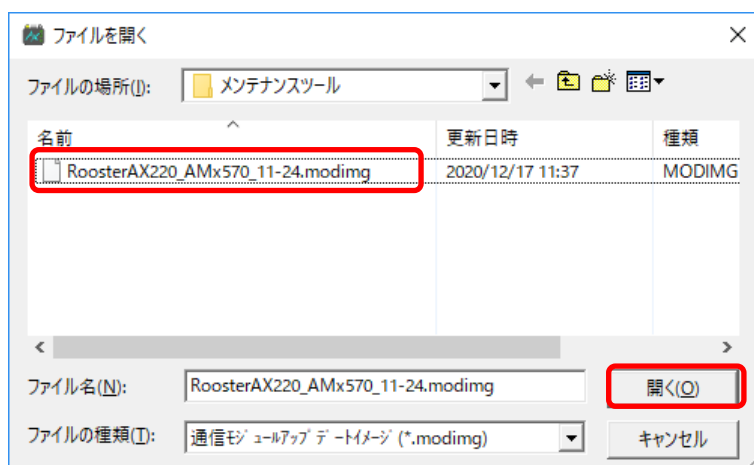 ファイルを開く
ファイルの場所(I): メンテナンスツール
名前 更新日時 種類
RoosterAX220_AMx570_11-24.modimg 2020/12/17 11:37 MODIMG
ファイル名(N): RoosterAX220_AMx570_11-24.modimg 開く(O)
ファイルの種類(T): 通信ﾓｼﾞｭｰﾙｱｯﾌﾟﾃﾞｰﾄｲﾒｰｼﾞ(*.modimg) キャンセル